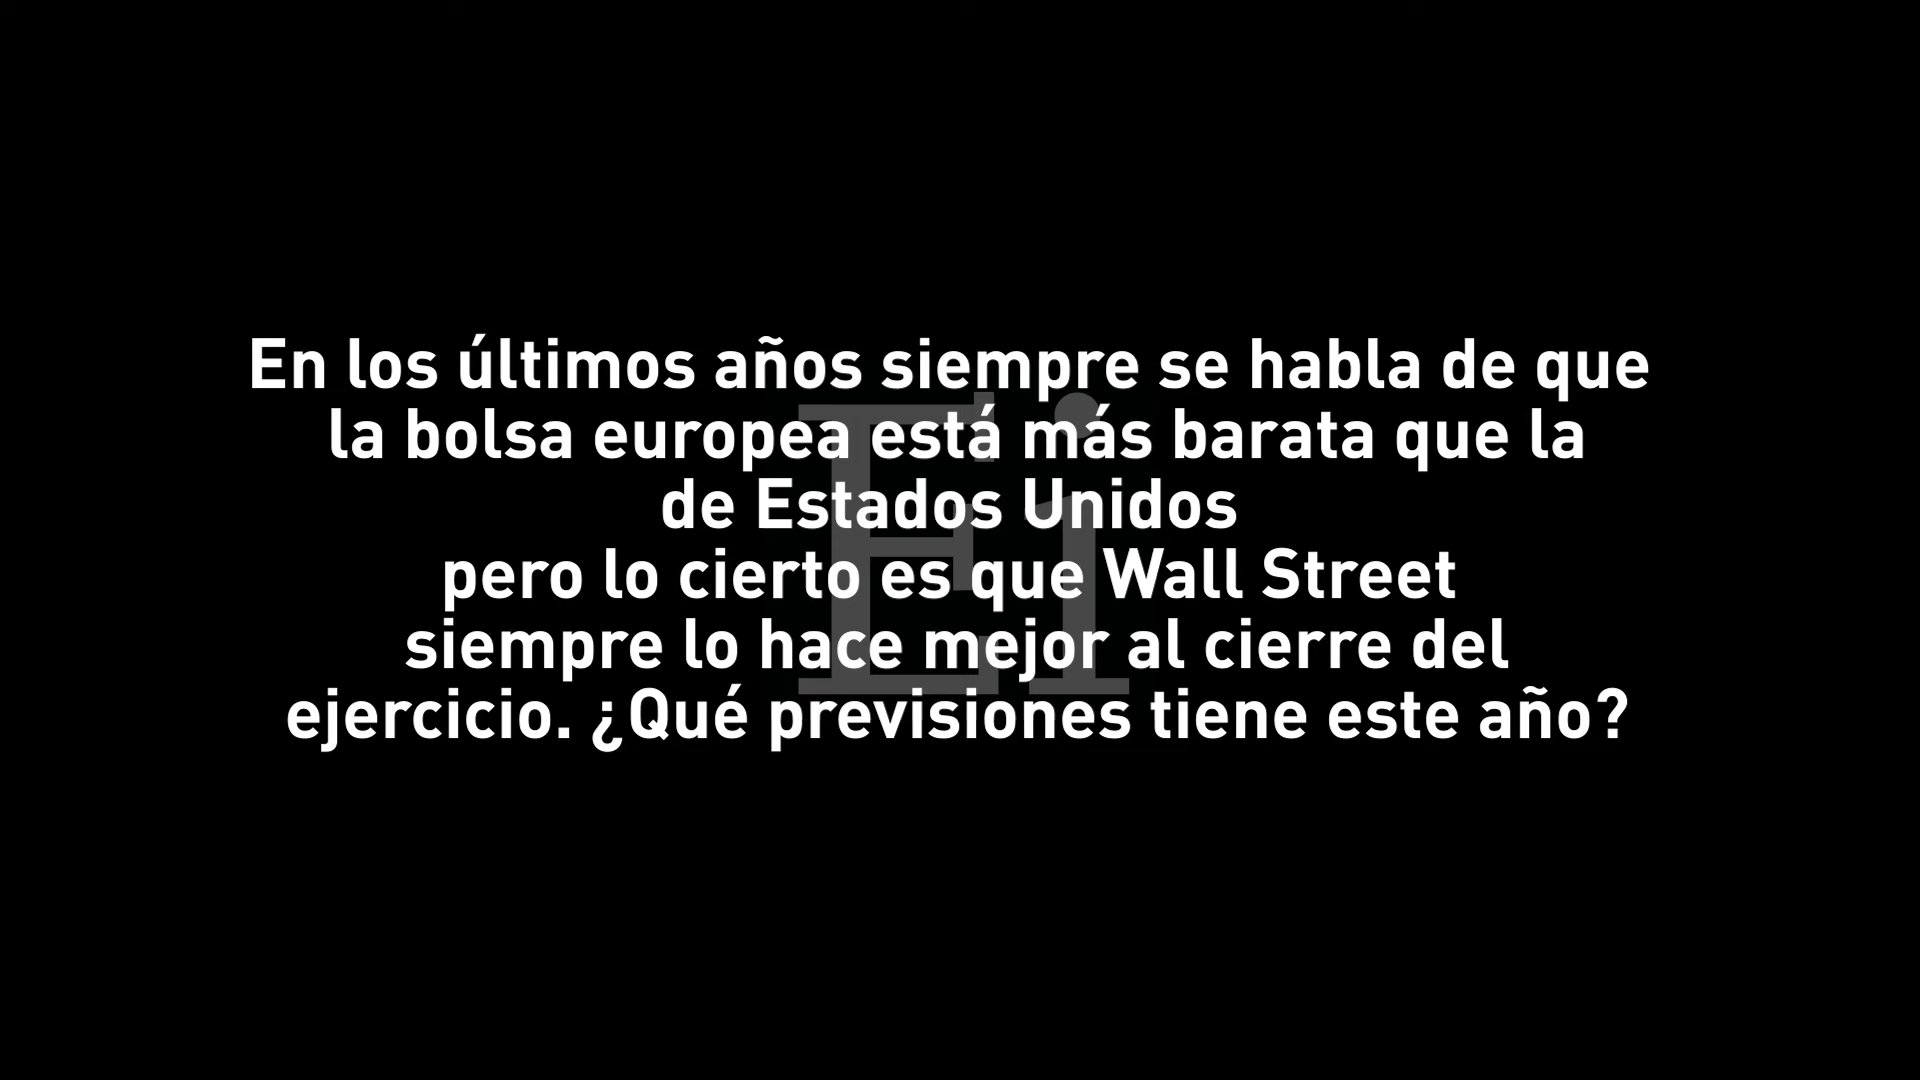 En los últimos años siempre se habla de que
la bolsa europea está más barata que la
de Estados Unidos
pero lo cierto es que Wall Street
siempre lo hace mejor al cierre del
ejercicio. ¿Qué previsiones tiene este año?
Ei